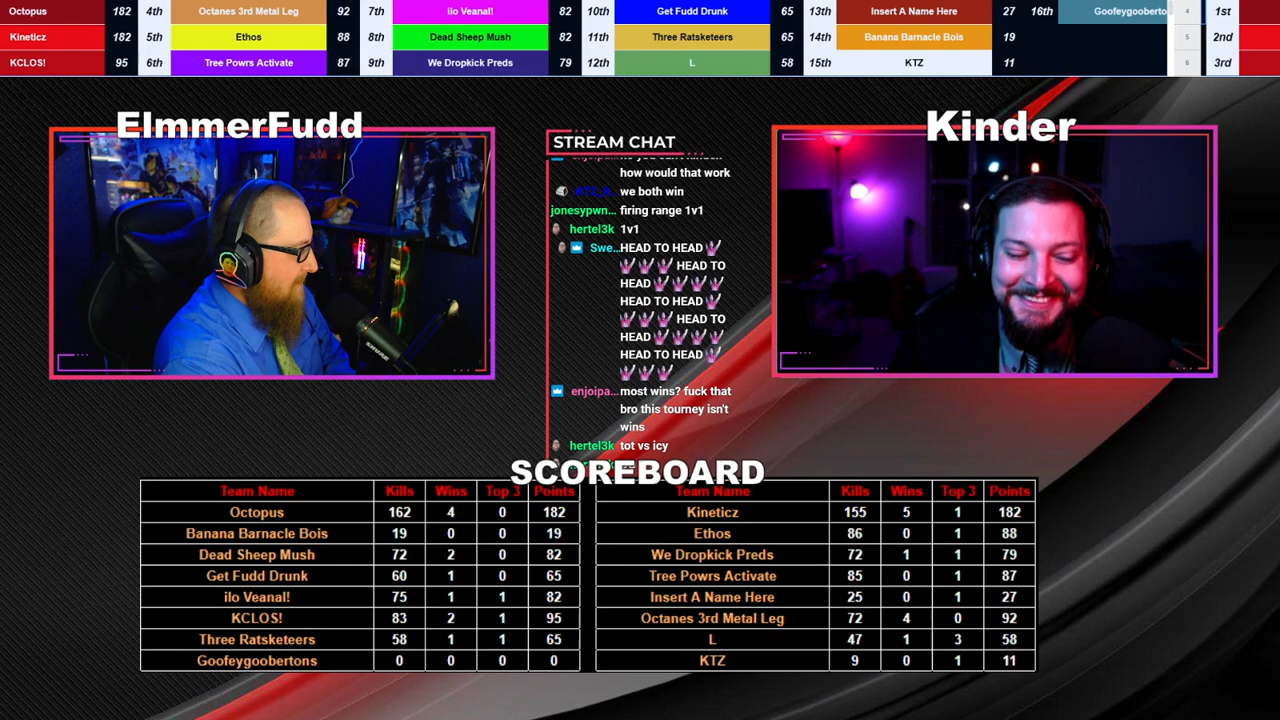 Octopus 182 4th Octanes 3rd Metal Leg 92 7th ilo Veanal! 82 10th Get Fudd Drunk 65 13th Insert A Name Here 27 16th Goofeygooberto 4 1st
Kineticz 182 5th Ethos 88 8th Dead Sheep Mush 82 11th Three Ratsketeers 65 14th Banana Barnacle Bois 19 5 2nd
KCLOS! 95 6th Tree Powrs Activate 87 9th We Dropkick Preds 79 12th L 58 15th KTZ 11 6 3rd
ElmmerFudd
Kinder
STREAM CHAT
how would that work
we both win
jonesypwn... firing range 1v1
hertel3k 1v1
Swe... HEAD TO HEAD
HEAD TO
HEAD
HEAD TO HEAD
HEAD TO
HEAD
HEAD TO HEAD
enjoipa... most wins? fuck that
bro this tourney isn't
wins
hertel3k tot vs icy
SCOREBOARD
Team Name Kills Wins Top 3 Points Team Name Kills Wins Top 3 Points
Octopus 162 4 0 182 Kineticz 155 5 1 182
Banana Barnacle Bois 19 0 0 19 Ethos 86 0 1 88
Dead Sheep Mush 72 2 0 82 We Dropkick Preds 72 1 1 79
Get Fudd Drunk 60 1 0 65 Tree Powrs Activate 85 0 1 87
ilo Veanal! 75 1 1 82 Insert A Name Here 25 0 1 27
KCLOS! 83 2 1 95 Octanes 3rd Metal Leg 72 4 0 92
Three Ratsketeers 58 1 1 65 L 47 1 3 58
Goofeygoobertons 0 0 0 0 KTZ 9 0 1 11